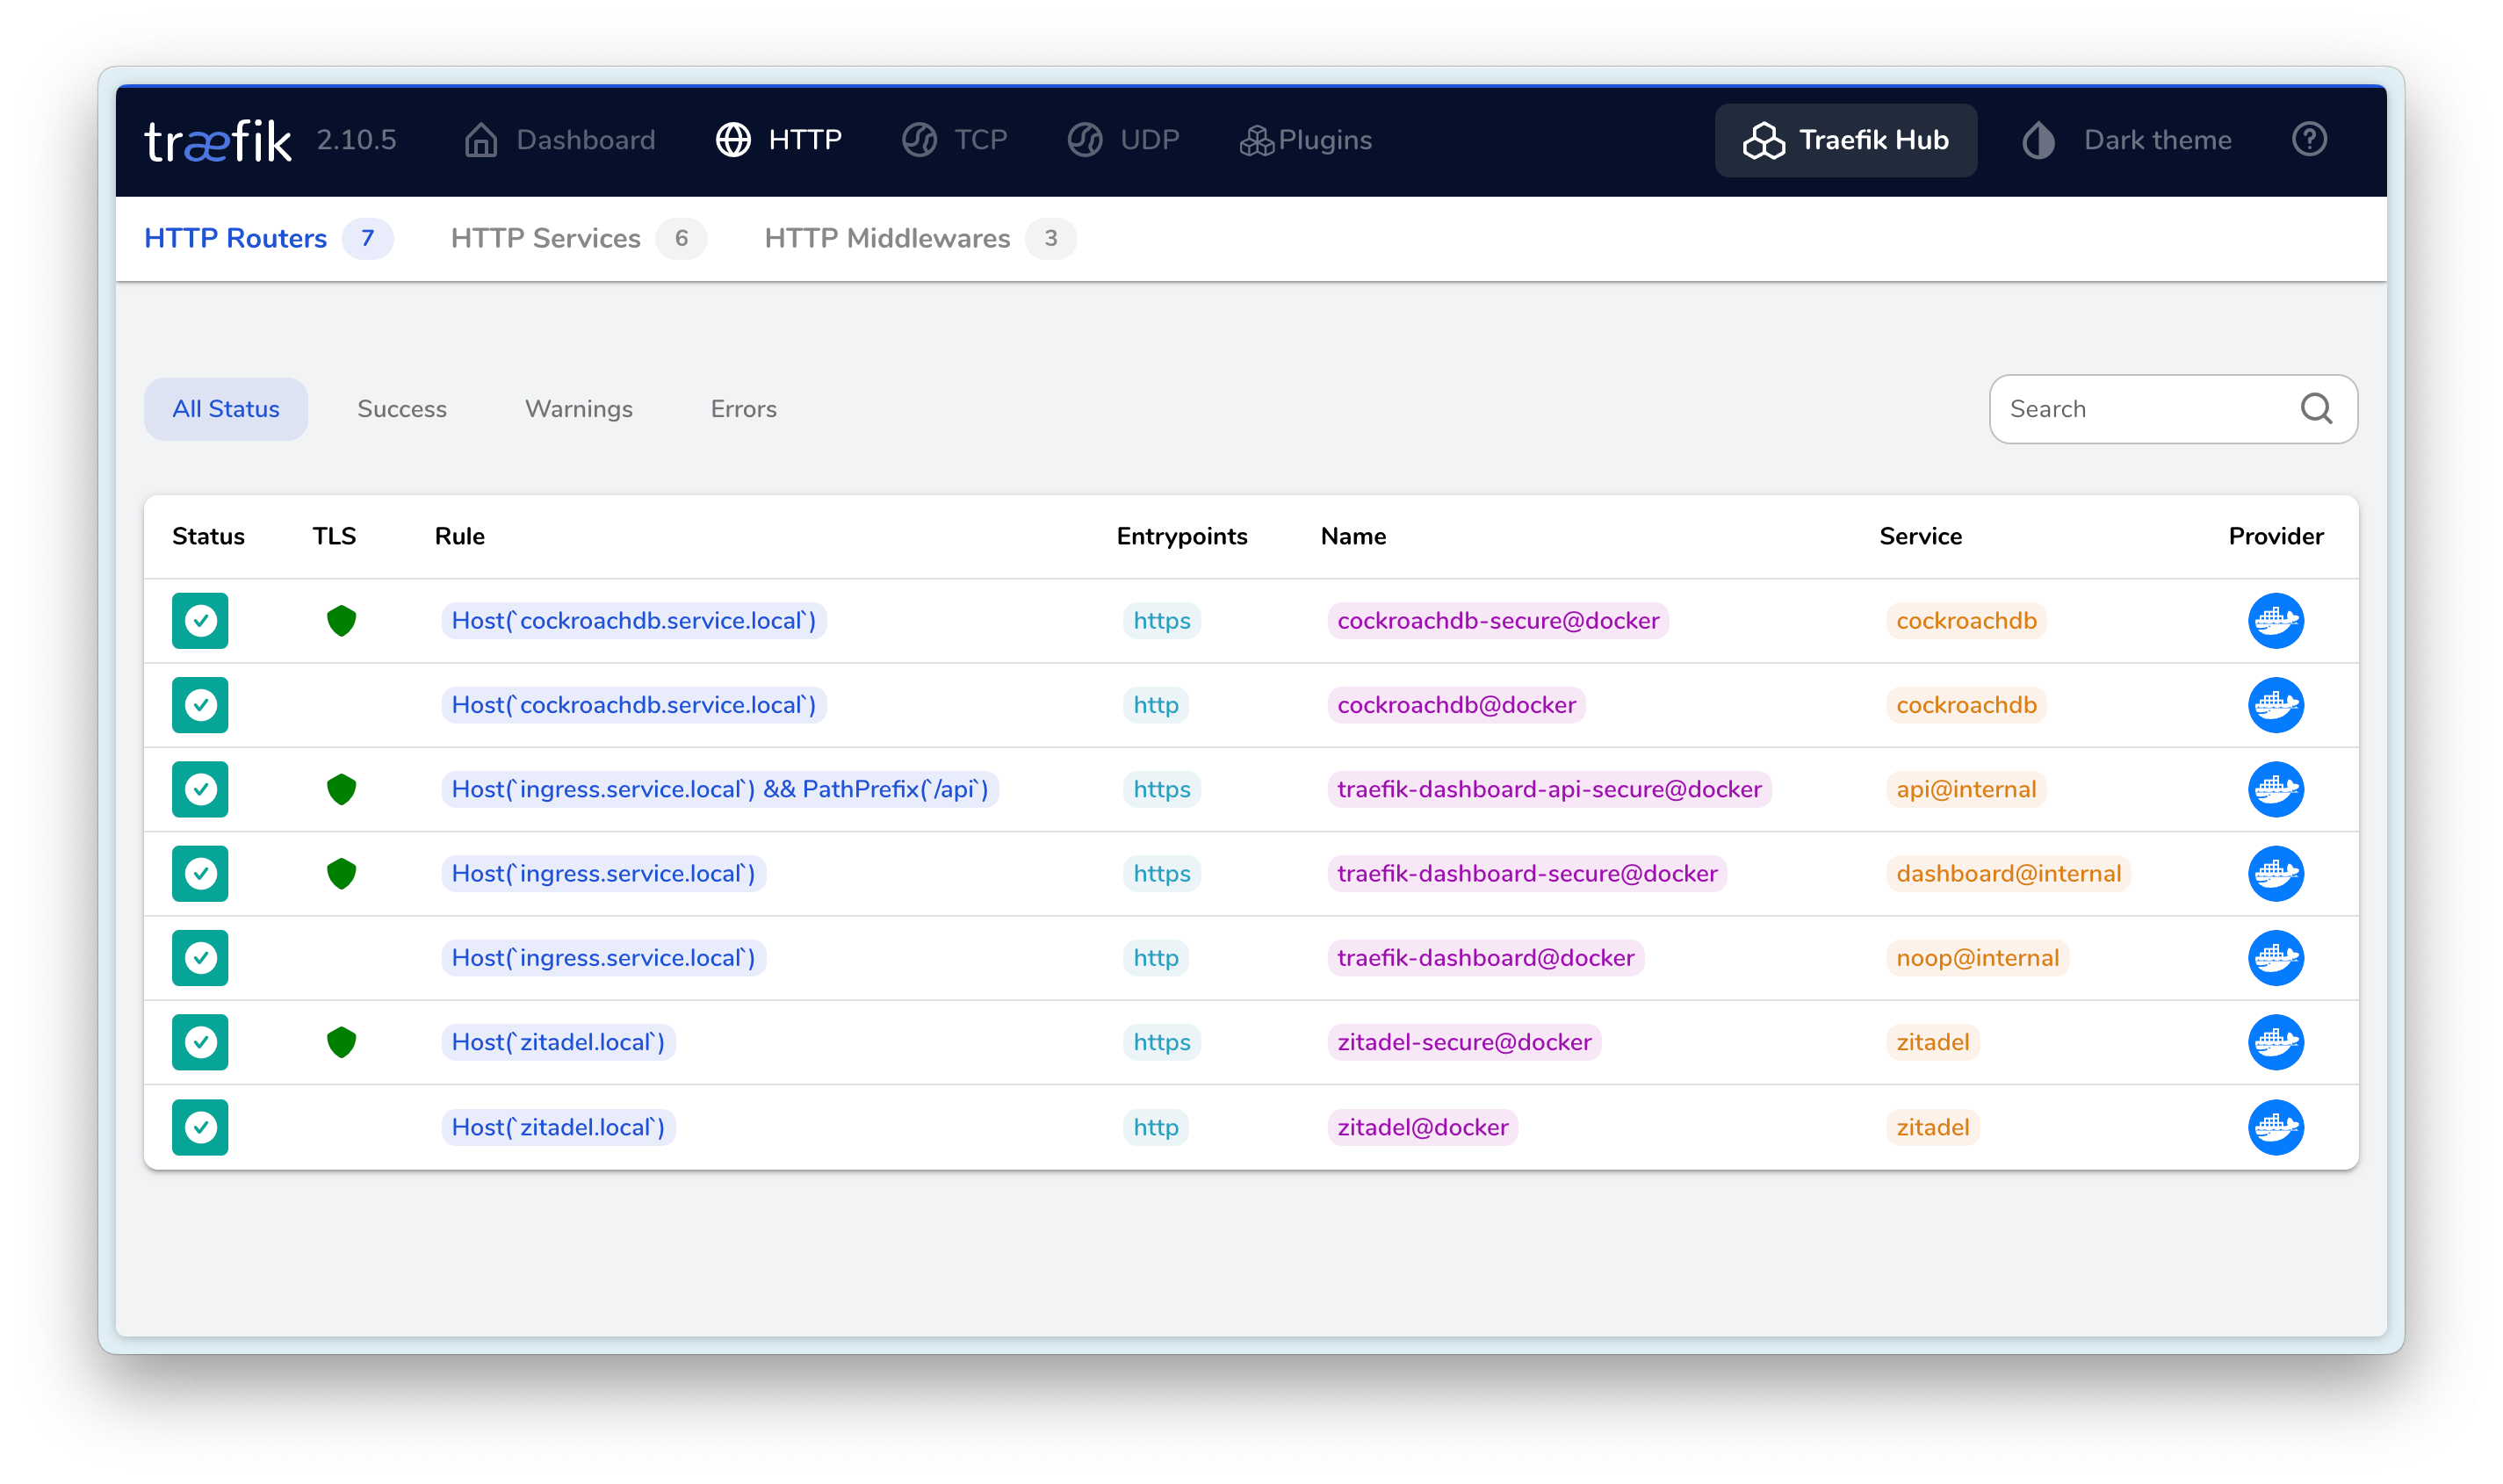 træfik 2.10.5 Dashboard HTTP TCP UDP Plugins Traefik Hub Dark theme
HTTP Routers 7 HTTP Services 6 HTTP Middlewares 3
All Status Success Warnings Errors Search
Status TLS Rule Entrypoints Name Service Provider
Host(`cockroachdb.service.local`) https cockroachdb-secure@docker cockroachdb
Host(`cockroachdb.service.local`) http cockroachdb@docker cockroachdb
Host(`ingress.service.local`) && PathPrefix(`/api`) https traefik-dashboard-api-secure@docker api@internal
Host(`ingress.service.local`) https traefik-dashboard-secure@docker dashboard@internal
Host(`ingress.service.local`) http traefik-dashboard@docker noop@internal
Host(`zitadel.local`) https zitadel-secure@docker zitadel
Host(`zitadel.local`) http zitadel@docker zitadel